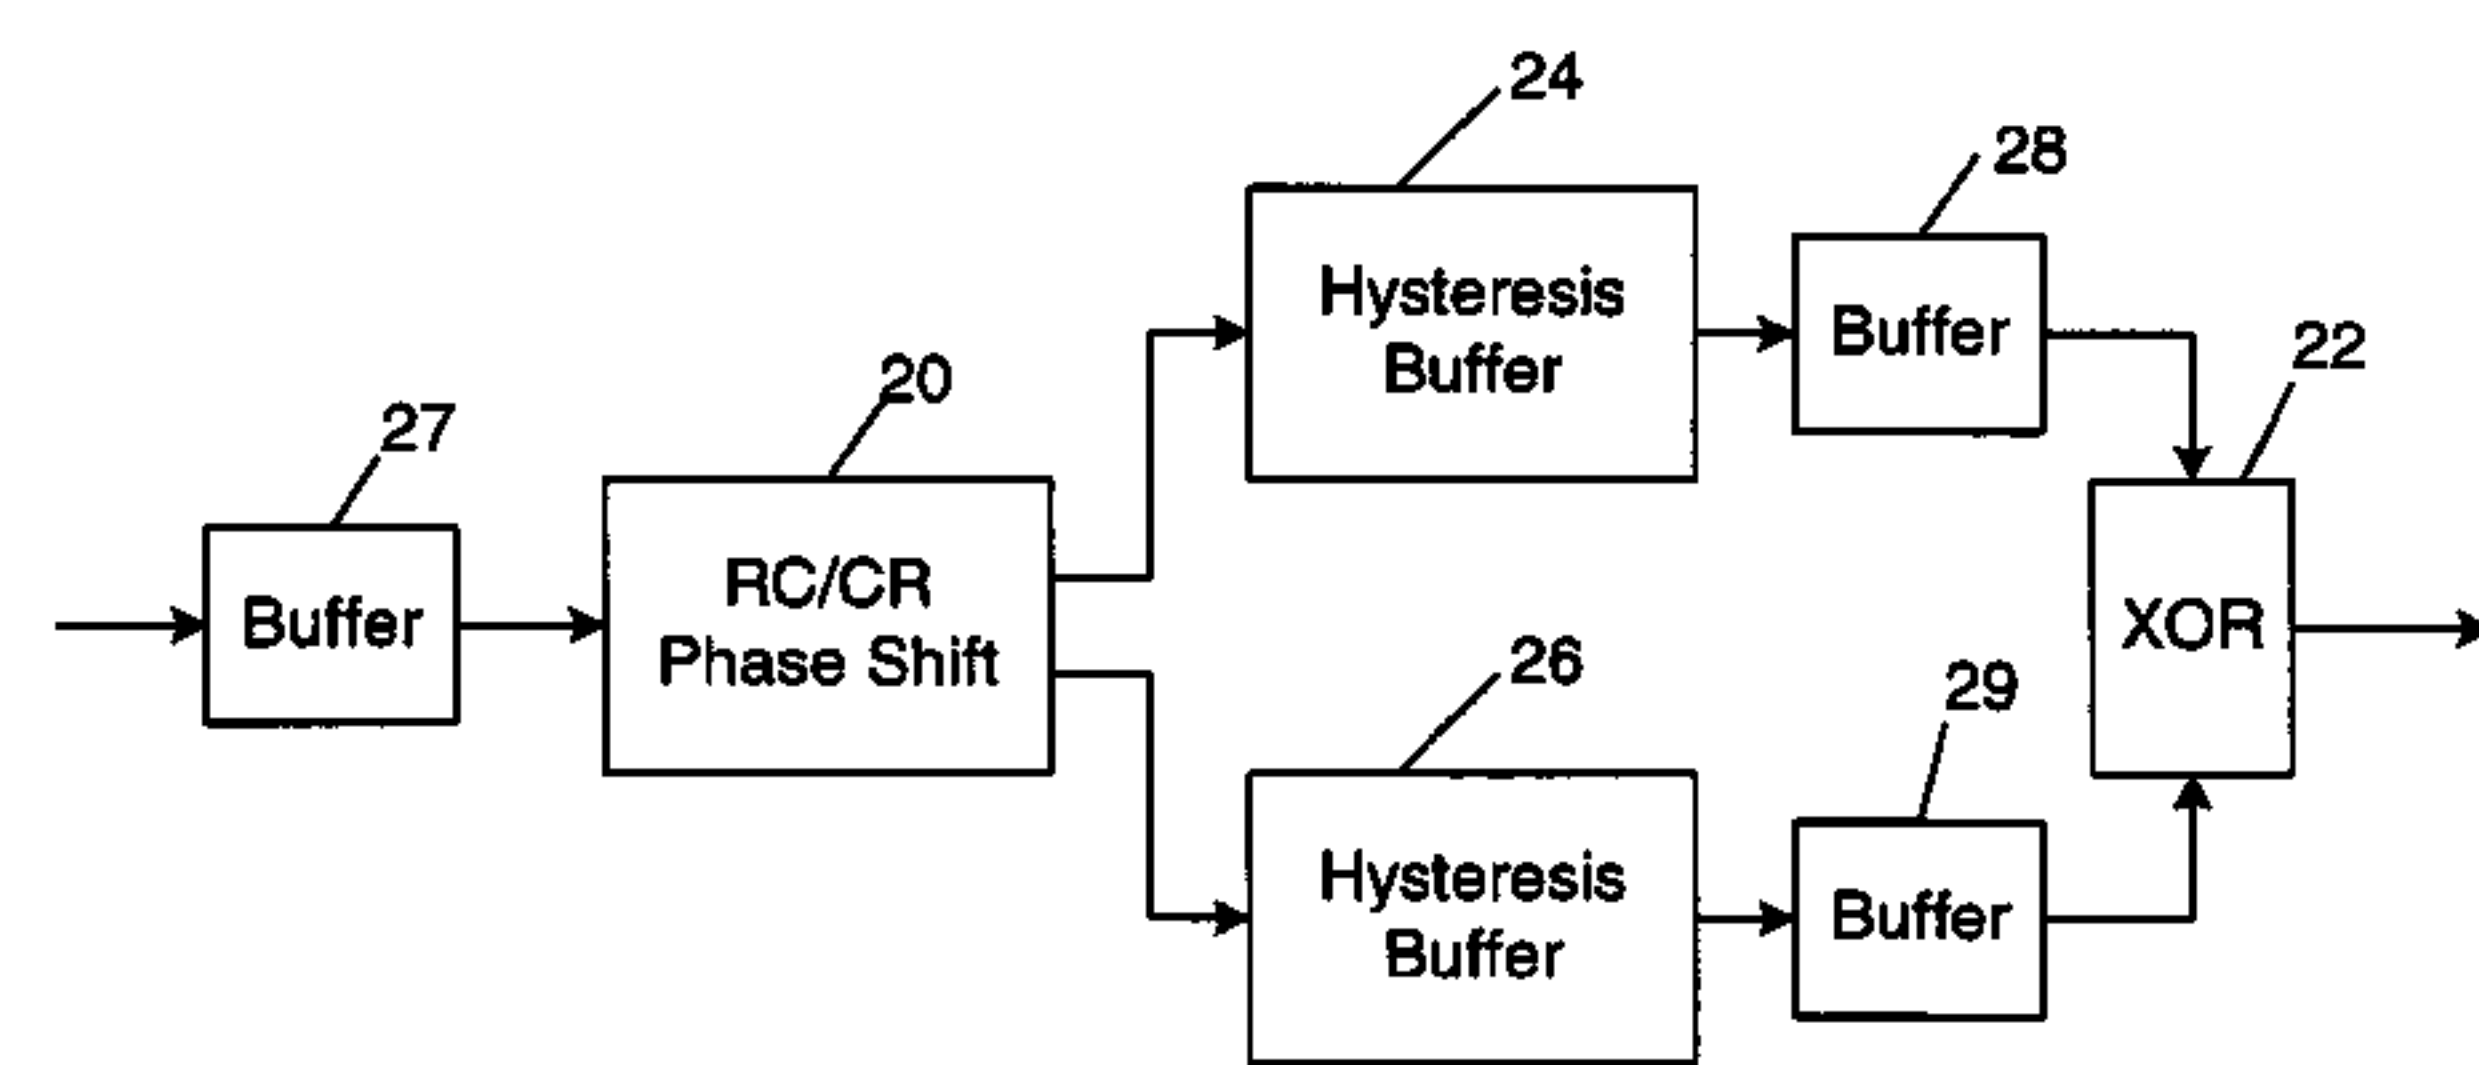 24
28
Hysteresis
Buffer
Buffer
22
20
27
RC/CR
Phase Shift
Buffer
XOR
26
29
Hysteresis
Buffer
Buffer